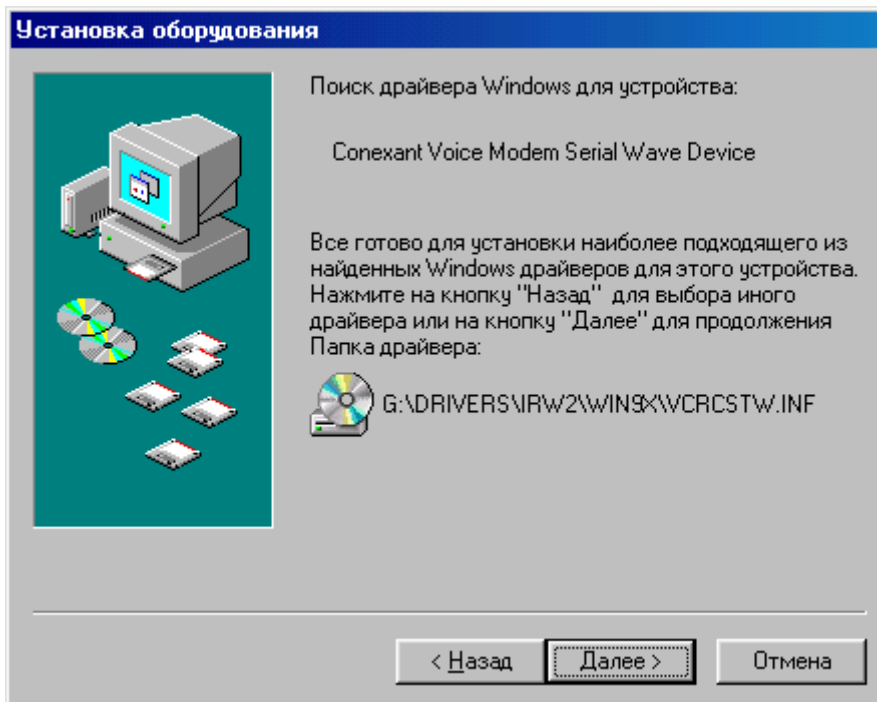 Установка оборудования
Поиск драйвера Windows для устройства:
Conexant Voice Modem Serial Wave Device
Все готово для установки наиболее подходящего из
найденных Windows драйверов для этого устройства.
Нажмите на кнопку "Назад" для выбора иного
драйвера или на кнопку "Далее" для продолжения
Папка драйвера:
G:\DRIVERS\IRW2\WIN9X\VCRCSTW.INF
< Назад
Далее >
Отмена